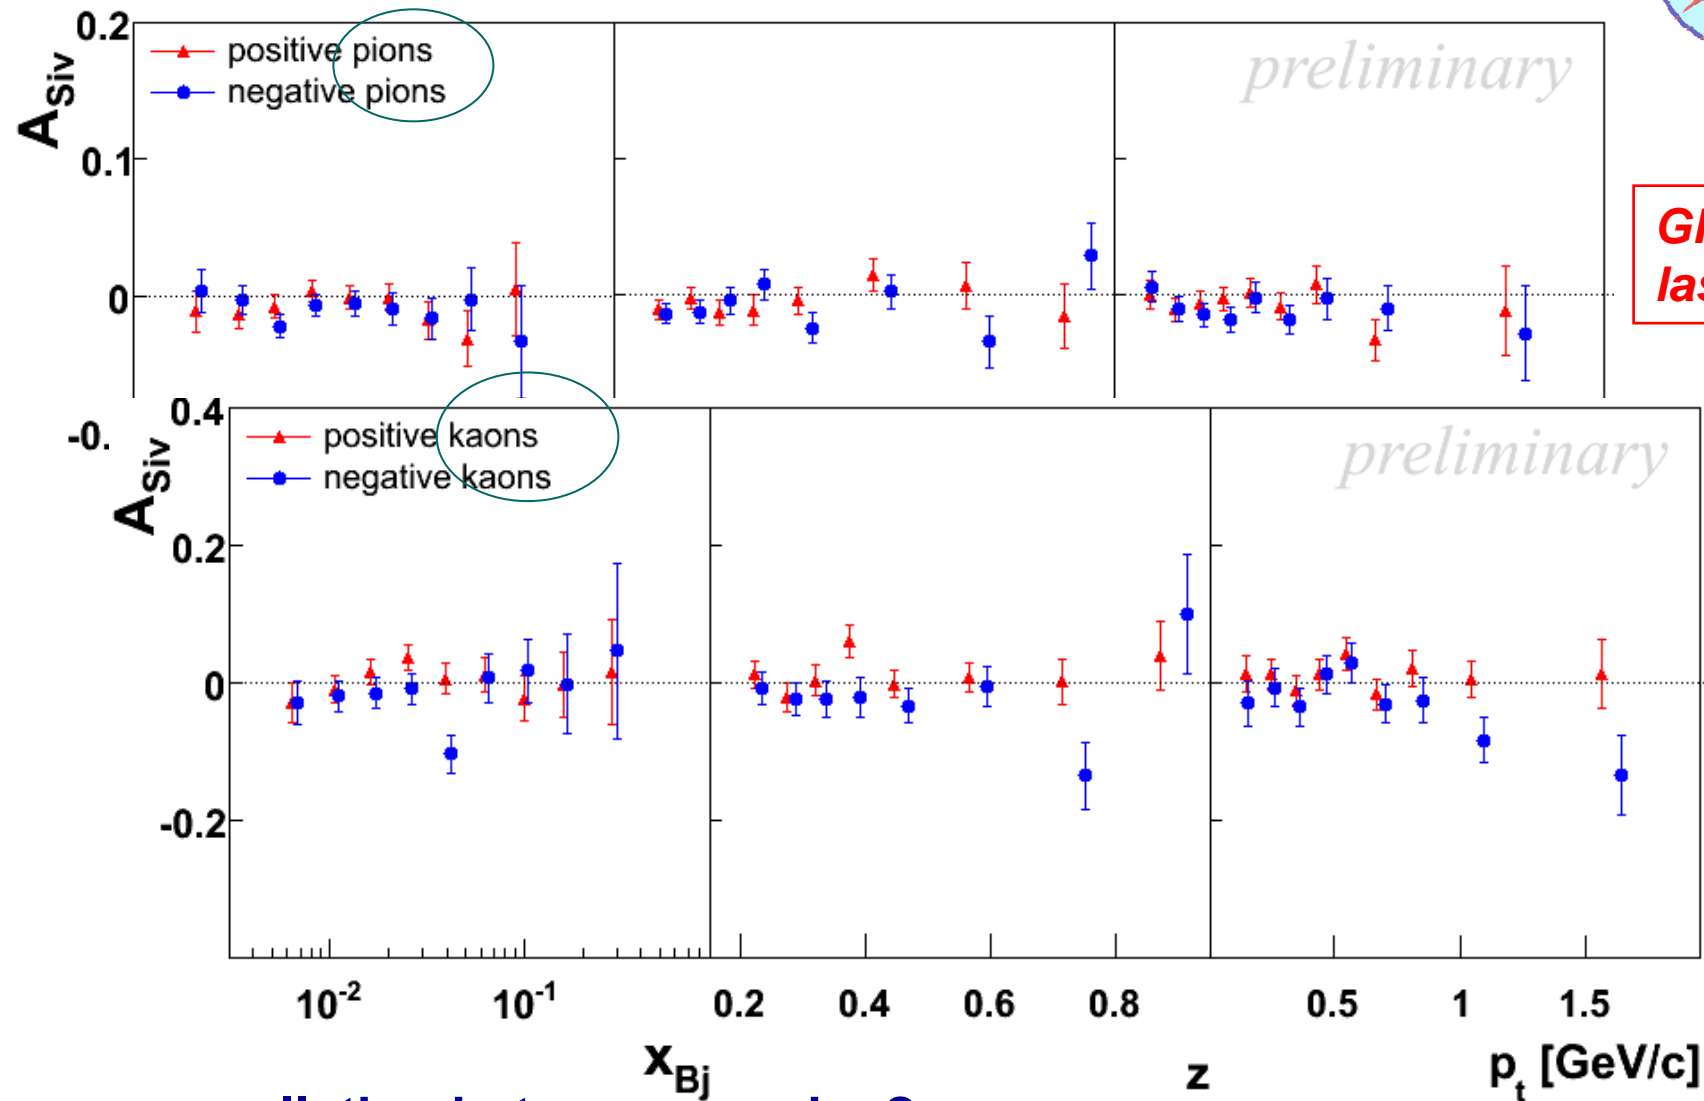 0.2
positive pions
negative pions
preliminary
A_Siv
0.1
0
-0.
0.4
positive kaons
negative kaons
preliminary
A_Siv
0.2
0
-0.2
10^-2 10^-1 0.2 0.4 0.6 0.8 0.5 1 1.5
x_Bj z p_t [GeV/c]